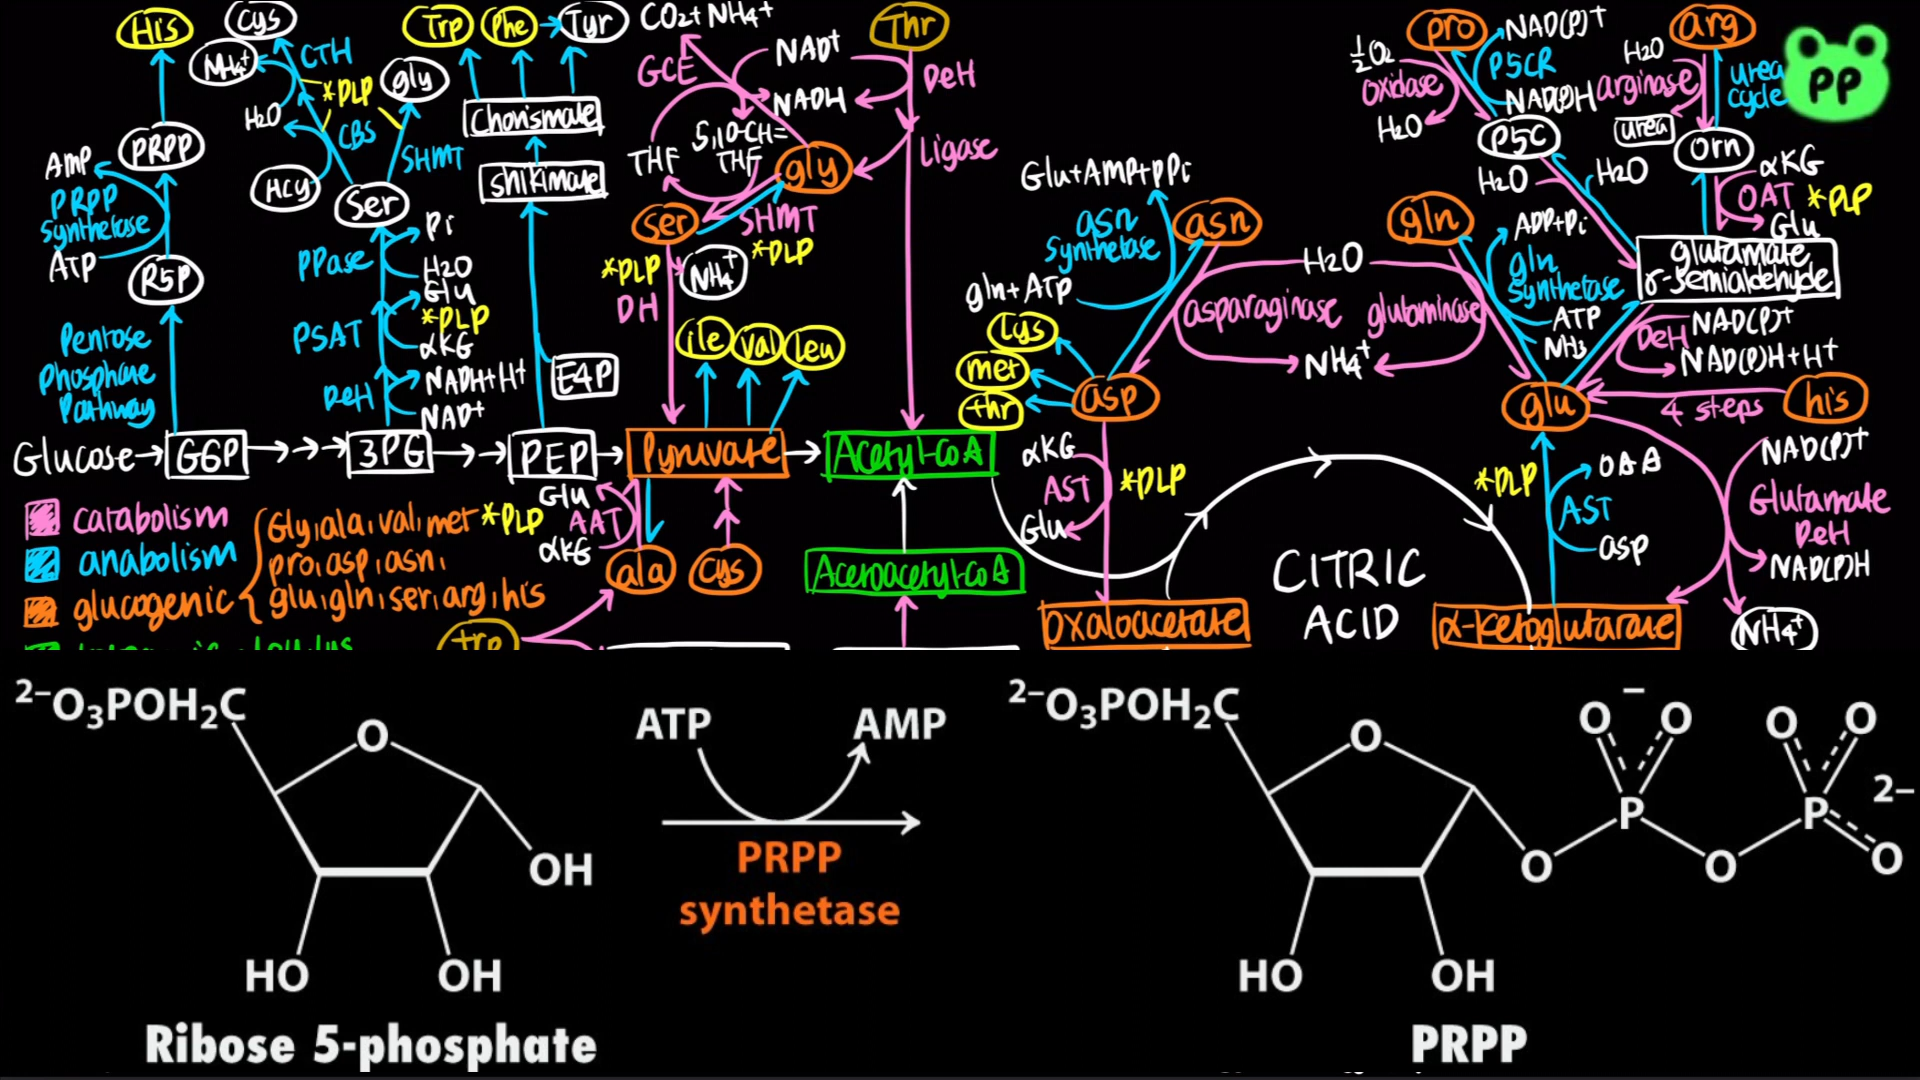 His
cys
NH₄⁺
CTH
*PLP
gly
H₂O
CBS
SHMT
Hcy
ser
PRPP
AMP
PRPP
synthetase
ATP
R5P
Pentose
phosphate
Pathway
PPase
Pi
H₂O
PSAT
Glu
*PLP
αKG
DeH
NADH+H⁺
NAD⁺
Trp
Phe
Tyr
Chorismate
shikimate
E4P
CO₂+NH₄⁺
GCE
NAD⁺
NADH
THF
5,10-CH=
THF
gly
ser
SHMT
*PLP
*PLP
DH
NH₄⁺
Thr
DeH
Ligase
ile
val
leu
Glucose
G6P
3PG
PEP
Pyruvate
Acetyl-CoA
catabolism
anabolism
glucogenic
Gly, ala, val, met
pro, asp, asn,
glu, gln, ser, arg, his
*PLP
Glu
AAT
αKG
ala
cys
trp
Acetoacetyl-CoA
Glu+AMP+PPi
asn
synthetase
gln+ATP
asn
lys
met
thr
asp
αKG
AST
Glu
*PLP
H₂O
asparaginase
glutaminase
NH₄⁺
gln
ADP+Pi
gln
synthetase
ATP
NH₃
glu
pro
½O₂
oxidase
H₂O
NAD(P)⁺
P5CR
NAD(P)H
P5C
H₂O
H₂O
arg
H₂O
arginase
urea
urea
cycle
PP
orn
αKG
OAT
*PLP
Glu
glutamate
γ-semialdehyde
DeH
NAD(P)⁺
NAD(P)H+H⁺
4 steps
his
*PLP
OAA
AST
asp
NAD(P)⁺
Glutamate
DeH
NAD(P)H
NH₄⁺
CITRIC
ACID
Oxaloacetate
α-ketoglutarate
²⁻O₃POH₂C
O
OH
HO
OH
Ribose 5-phosphate
ATP
AMP
PRPP
synthetase
²⁻O₃POH₂C
O
HO
OH
O
P
O
O
−
O
P
O
O
O
2−
PRPP